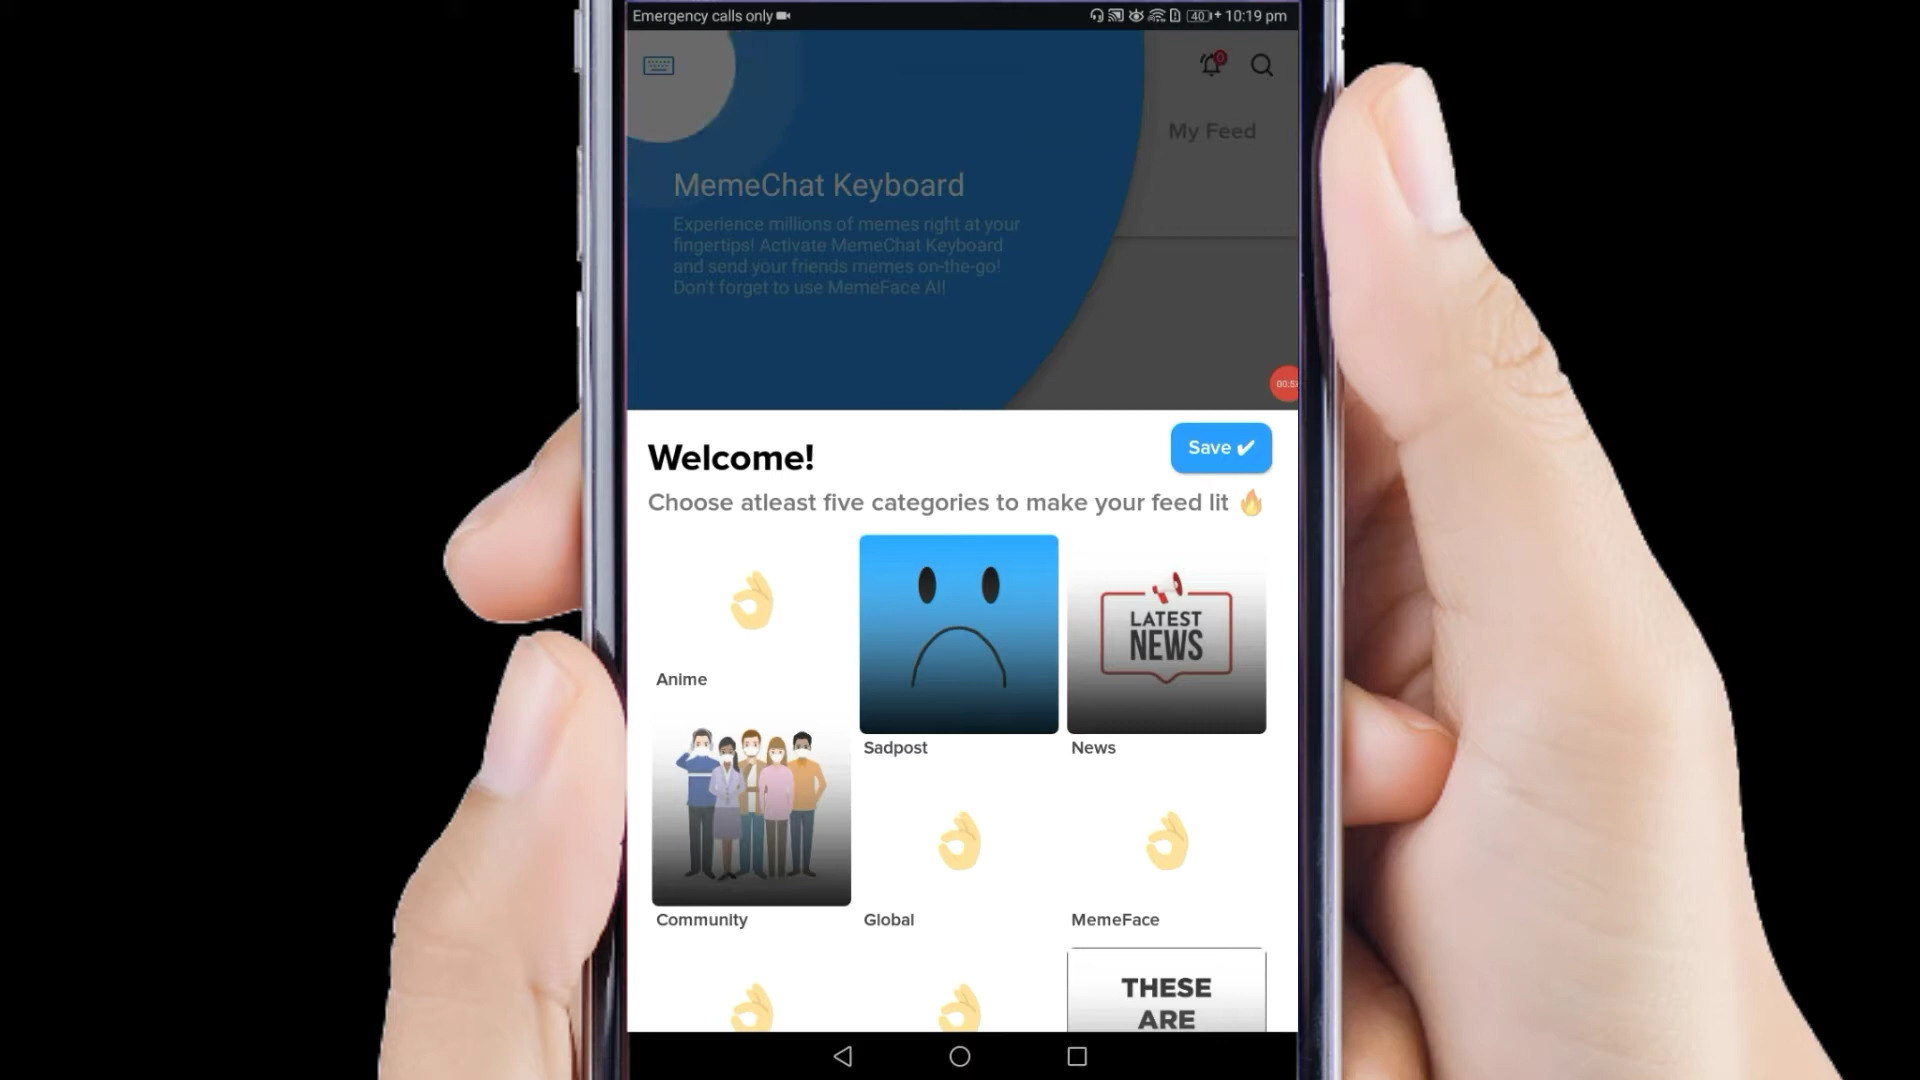 Emergency calls only
40 10:19 pm
0
My Feed
MemeChat Keyboard
Experience millions of memes right at your
fingertips! Activate MemeChat Keyboard
and send your friends memes on-the-go!
Don't forget to use MemeFace AI!
Welcome!
Save ✔
Choose atleast five categories to make your feed lit 🔥
LATEST
NEWS
Anime
Sadpost
News
Community
Global
MemeFace
THESE
ARE